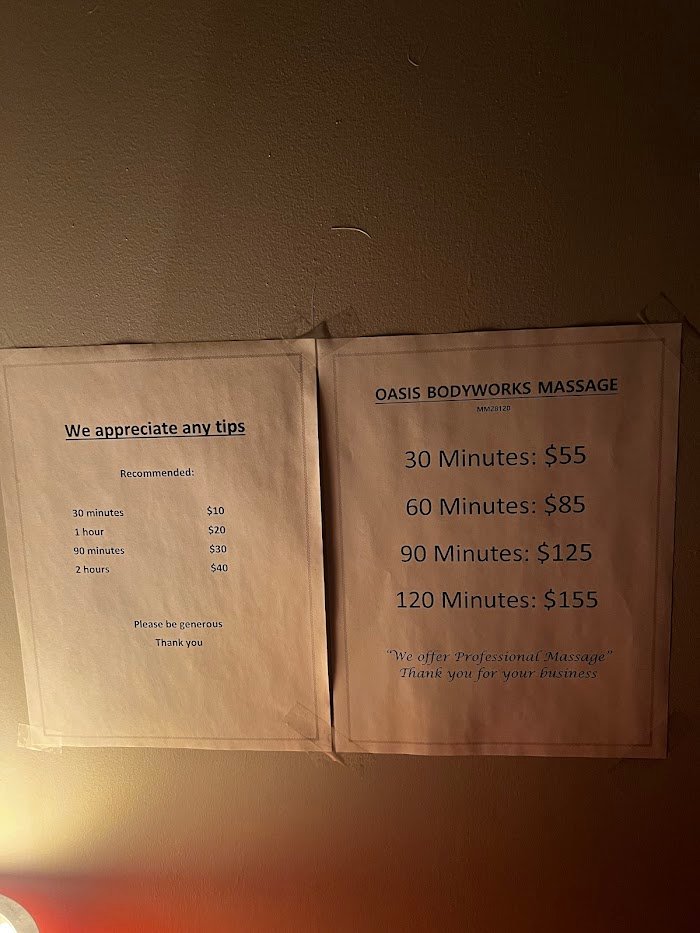 We appreciate any tips
Recommended:
30 minutes $10
1 hour $20
90 minutes $30
2 hours $40
Please be generous
Thank you
OASIS BODYWORKS MASSAGE
MM28120
30 Minutes: $55
60 Minutes: $85
90 Minutes: $125
120 Minutes: $155
"We offer Professional Massage"
Thank you for your business